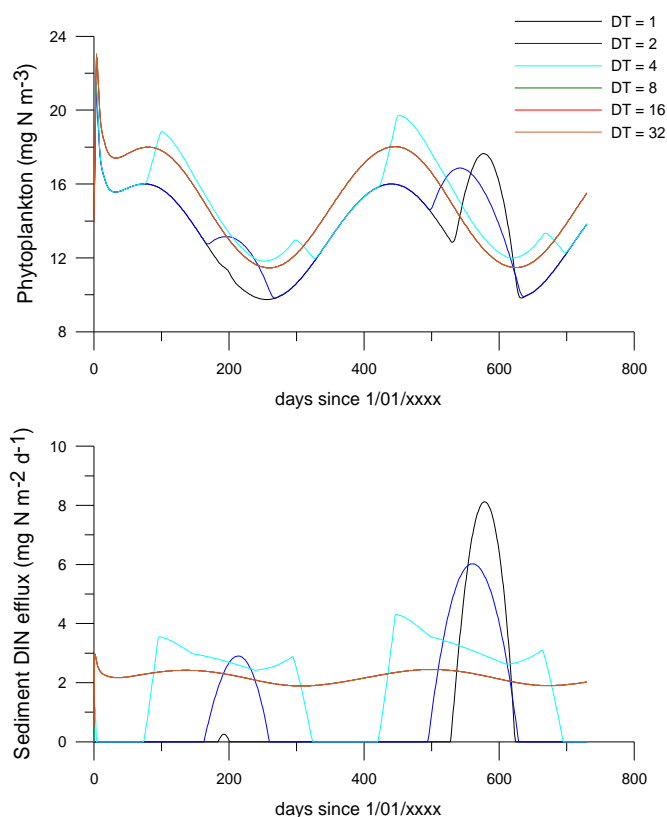 24
20
16
12
8
Phytoplankton (mg N m-3)
0
200
400
600
800
days since 1/01/xxxx
DT = 1
DT = 2
DT = 4
DT = 8
DT = 16
DT = 32
10
8
6
4
2
0
Sediment DIN efflux (mg N m-2 d-1)
0
200
400
600
800
days since 1/01/xxxx